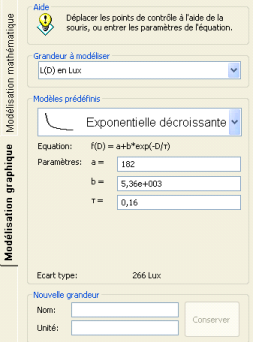 Modélisation mathématique
Modélisation graphique
Aide
Déplacer les points de contrôle à l'aide de la
souris, ou entrer les paramètres de l'équation.
Grandeur à modéliser
L(D) en Lux
Modèles prédéfinis
Exponentielle décroissante
Equation: f(D) = a+b*exp(-D/τ)
Paramètres: a = 182
b = 5,36e+003
τ = 0,16
Ecart type: 266 Lux
Nouvelle grandeur
Nom:
Unité:
Conserver